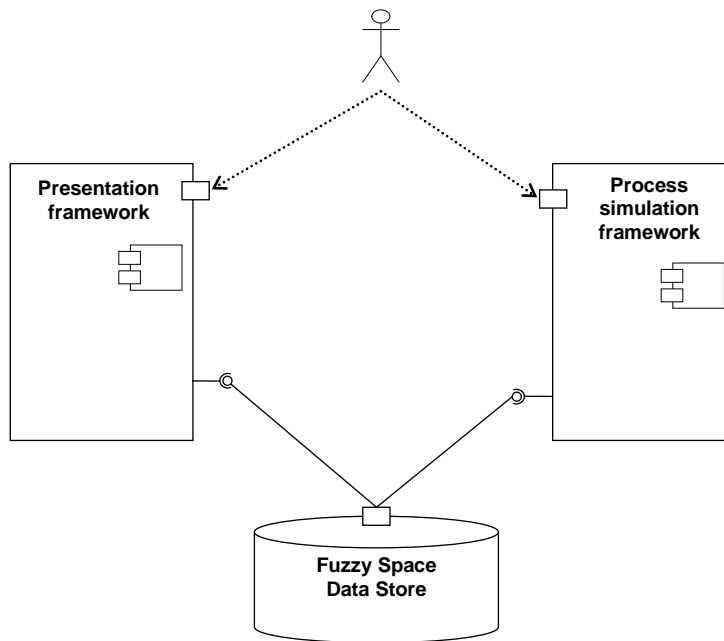 Presentation
framework
Process
simulation
framework
Fuzzy Space
Data Store